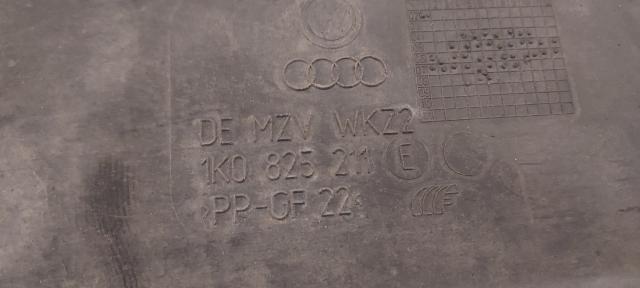 DE MZV WKZ2
1K0 825 211 E
>PP-GF 22<